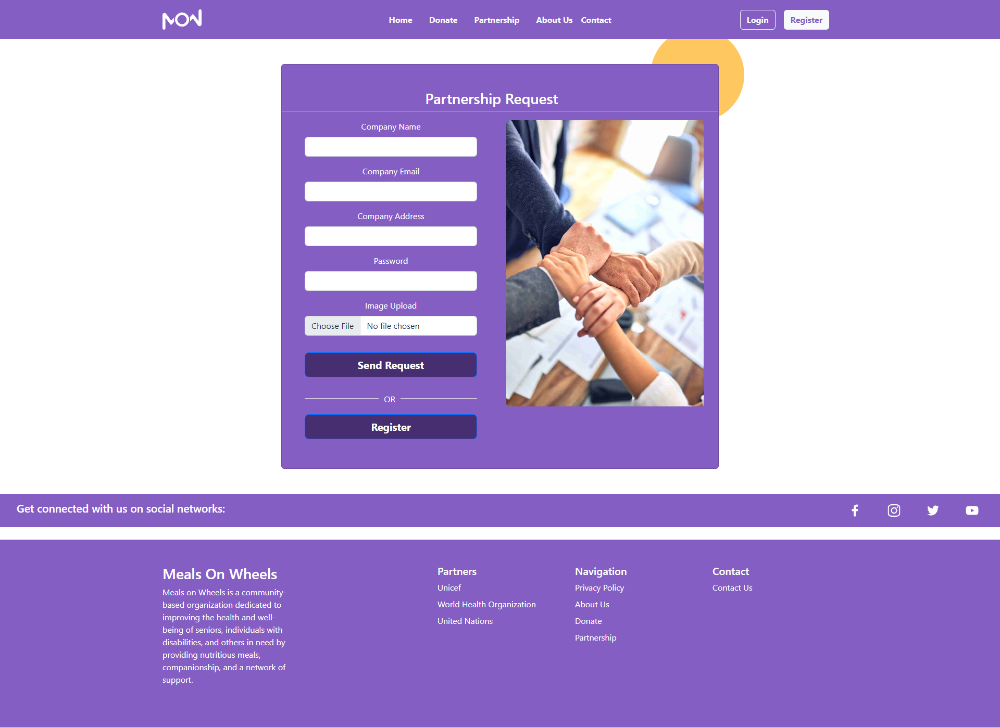 MOW
Home Donate Partnership About Us Contact
Login Register
Partnership Request
Company Name
Company Email
Company Address
Password
Image Upload
Choose File No file chosen
Send Request
OR
Register
Get connected with us on social networks:
Meals On Wheels
Meals on Wheels is a community-
based organization dedicated to
improving the health and well-
being of seniors, individuals with
disabilities, and others in need by
providing nutritious meals,
companionship, and a network of
support.
Partners
Unicef
World Health Organization
United Nations
Navigation
Privacy Policy
About Us
Donate
Partnership
Contact
Contact Us